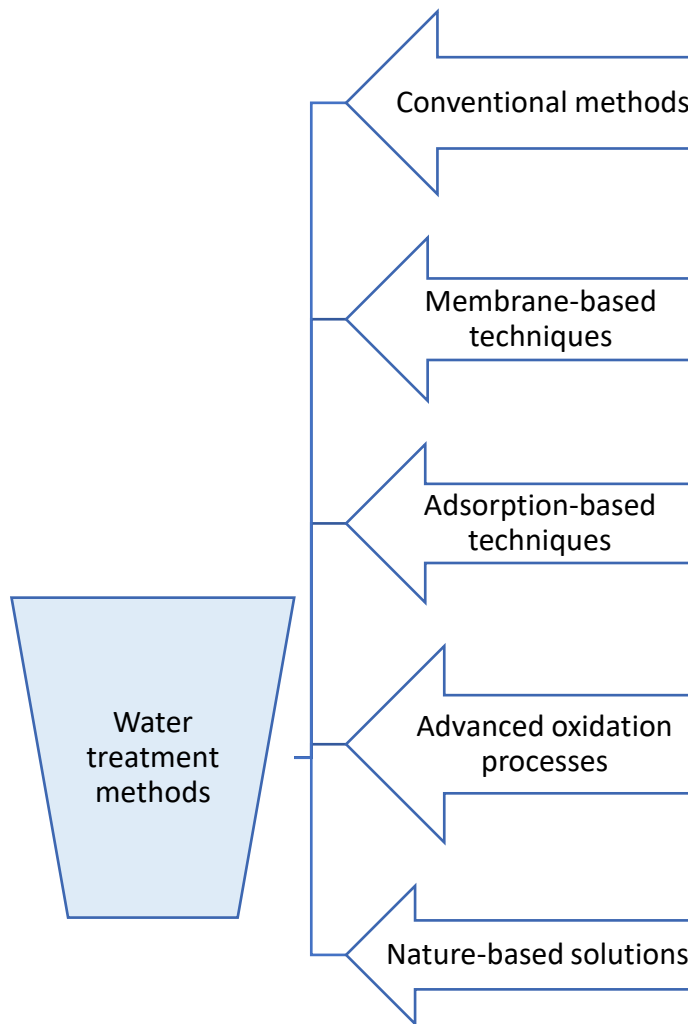 Conventional methods
Membrane-based
techniques
Adsorption-based
techniques
Water
treatment
methods
Advanced oxidation
processes
Nature-based solutions